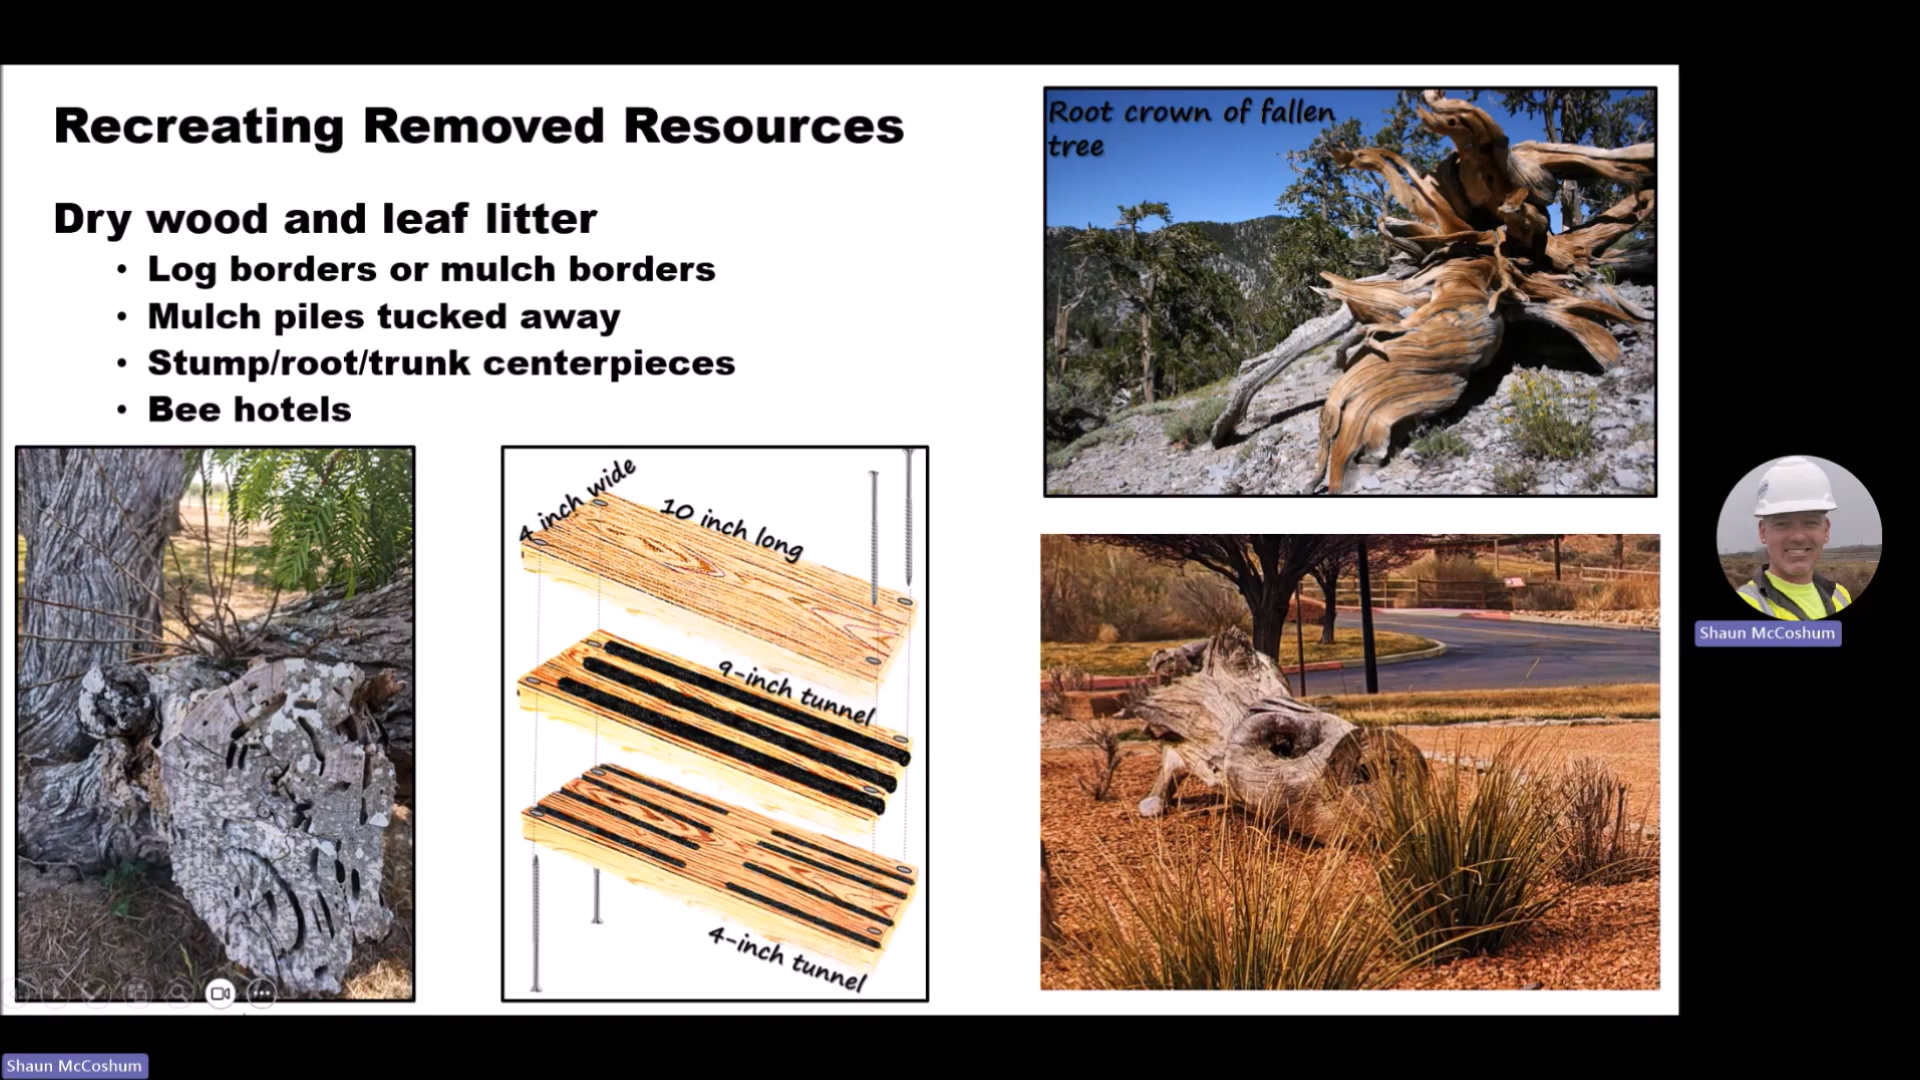 Recreating Removed Resources
Dry wood and leaf litter
• Log borders or mulch borders
• Mulch piles tucked away
• Stump/root/trunk centerpieces
• Bee hotels
Root crown of fallen
tree
4 inch wide
10 inch long
9-inch tunnel
4-inch tunnel
Shaun McCoshum
Shaun McCoshum